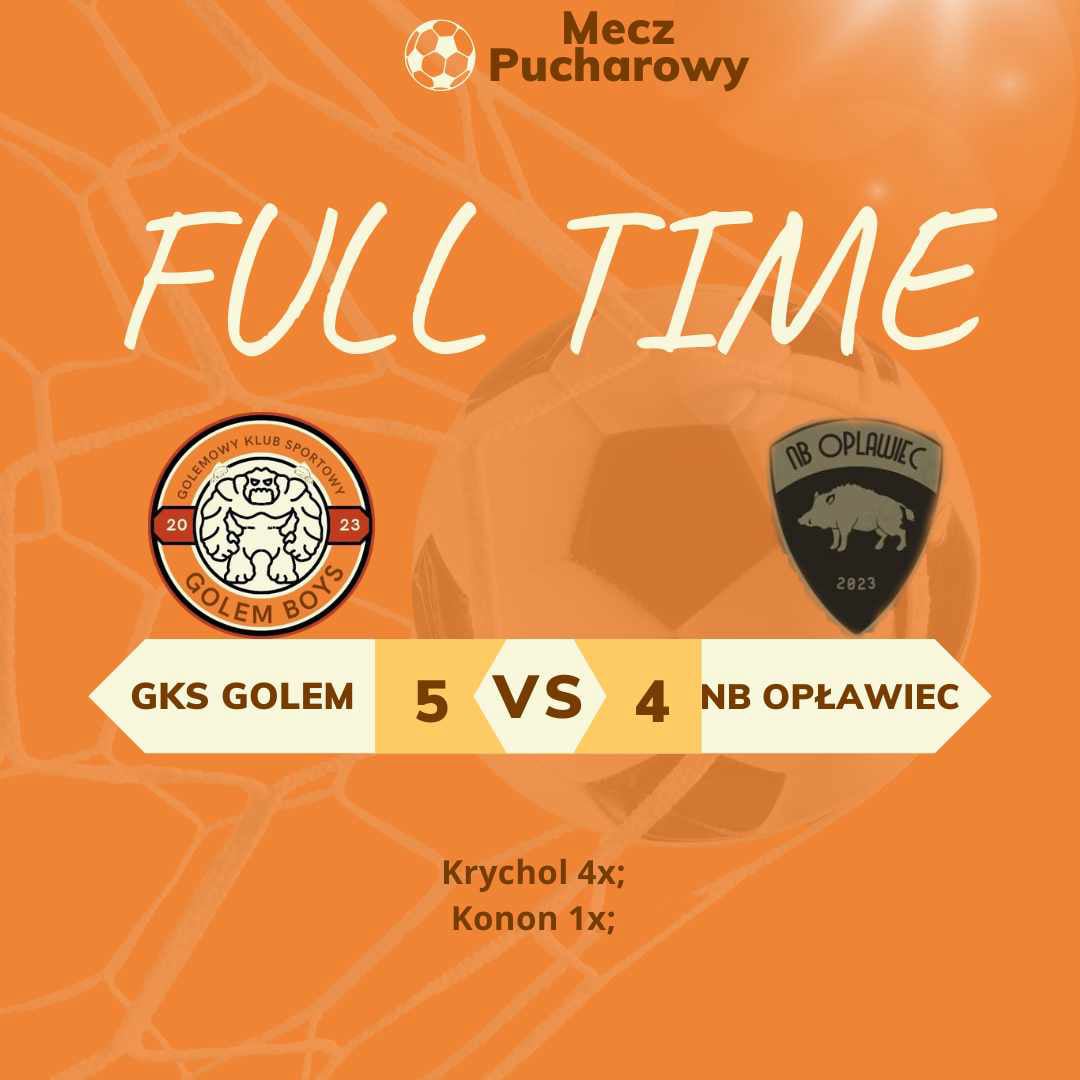 Mecz
Pucharowy
FULL TIME
GOLEMOWY KLUB SPORTOWY
20 23
GOLEM BOYS
NB OPLAWIEC
2023
GKS GOLEM 5 VS 4 NB OPŁAWIEC
Krychol 4x;
Konon 1x;